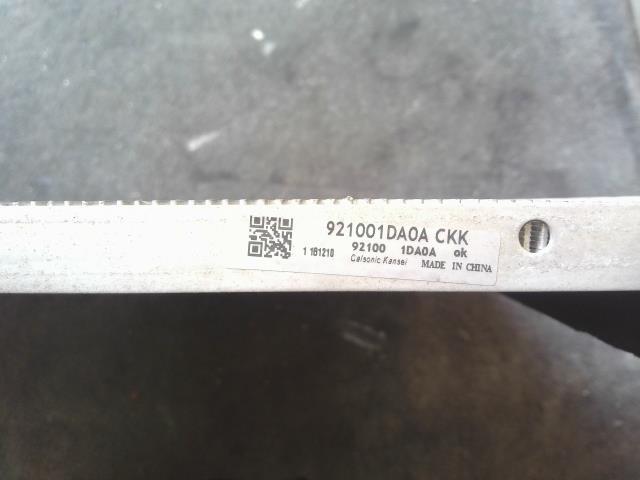 921001DA0A CKK
92100 1DA0A ok
1 181210
Calsonic Kansei
MADE IN CHINA